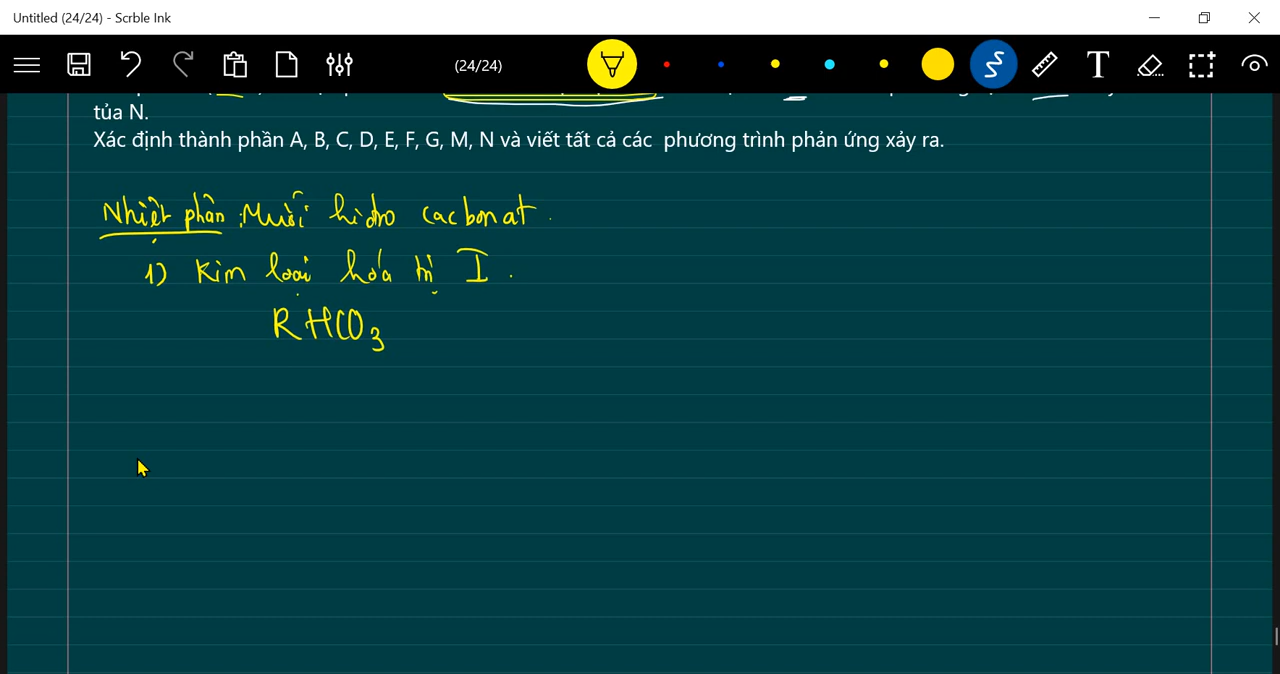 Untitled (24/24) - Scrble Ink
(24/24)
T
tủa N.
Xác định thành phần A, B, C, D, E, F, G, M, N và viết tất cả các phương trình phản ứng xảy ra.
Nhiệt phân : Muối hidro cacbonat.
1) Kim loại hóa trị I.
RHCO₃